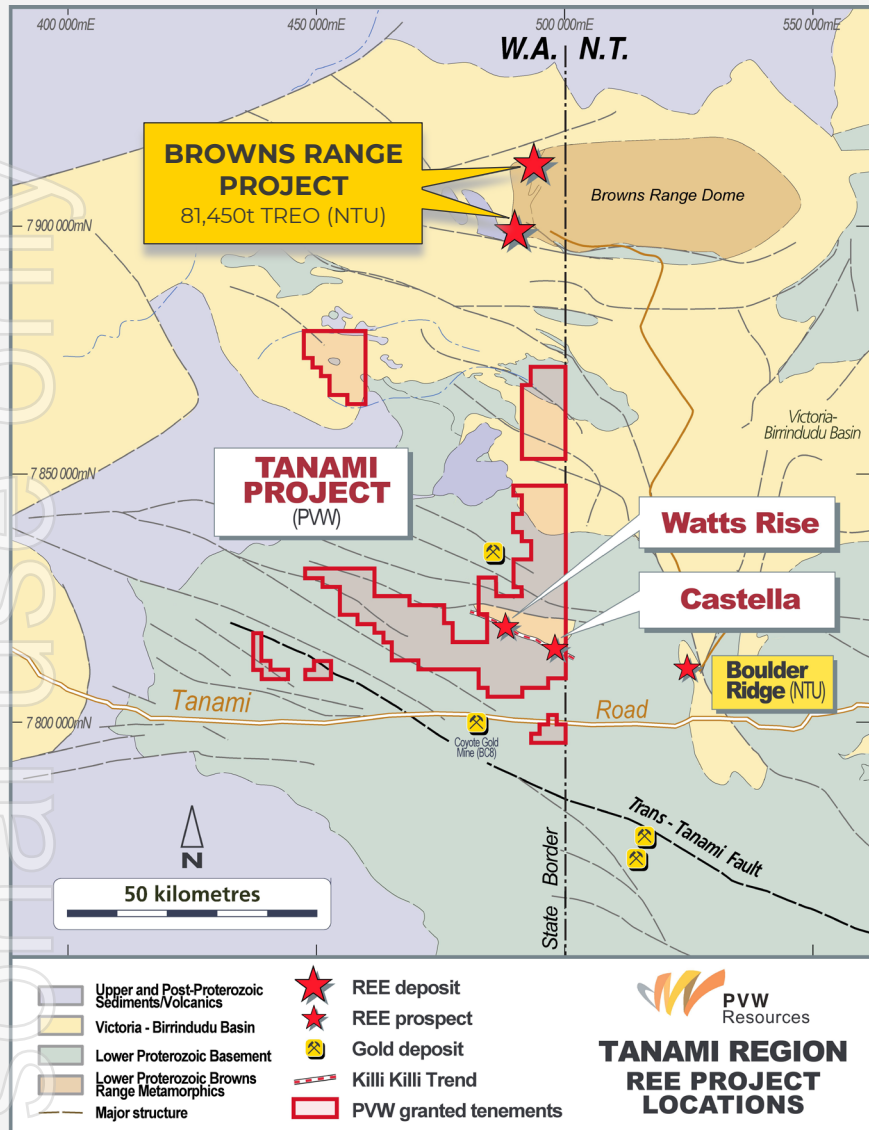 400 000mE
450 000mE
500 000mE
550 000mE
W.A.
N.T.
BROWNS RANGE
PROJECT
81,450t TREO (NTU)
Browns Range Dome
7 900 000mN
Victoria-
Birrindudu Basin
7 850 000mN
TANAMI
PROJECT
(PVW)
Watts Rise
Castella
Boulder
Ridge (NTU)
Tanami
Road
7 800 000mN
Coyote Gold
Mine (BC8)
Trans - Tanami Fault
N
50 kilometres
State Border
Upper and Post-Proterozoic
Sediments/Volcanics
Victoria - Birrindudu Basin
Lower Proterozoic Basement
Lower Proterozoic Browns
Range Metamorphics
Major structure
REE deposit
REE prospect
Gold deposit
Killi Killi Trend
PVW granted tenements
PVW
Resources
TANAMI REGION
REE PROJECT
LOCATIONS